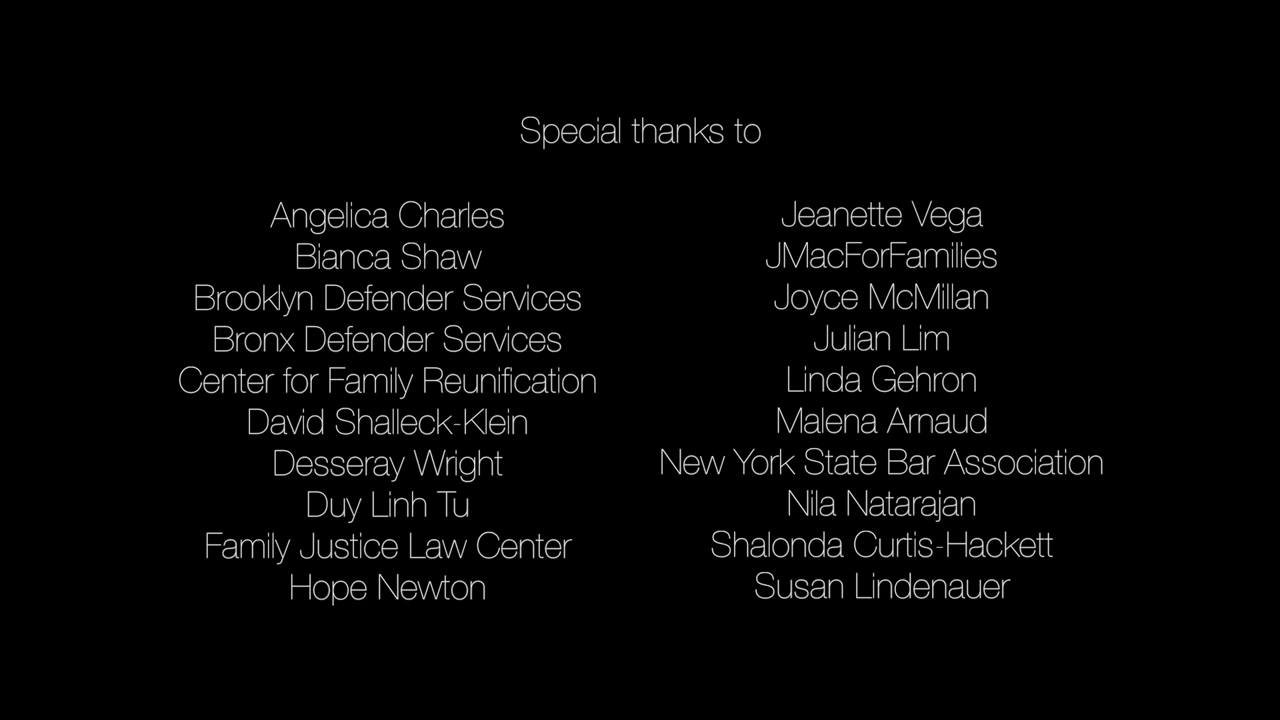 Special thanks to
Angelica Charles
Bianca Shaw
Brooklyn Defender Services
Bronx Defender Services
Center for Family Reunification
David Shalleck-Klein
Desseray Wright
Duy Linh Tu
Family Justice Law Center
Hope Newton
Jeanette Vega
JMacForFamilies
Joyce McMillan
Julian Lim
Linda Gehron
Malena Arnaud
New York State Bar Association
Nila Natarajan
Shalonda Curtis-Hackett
Susan Lindenauer